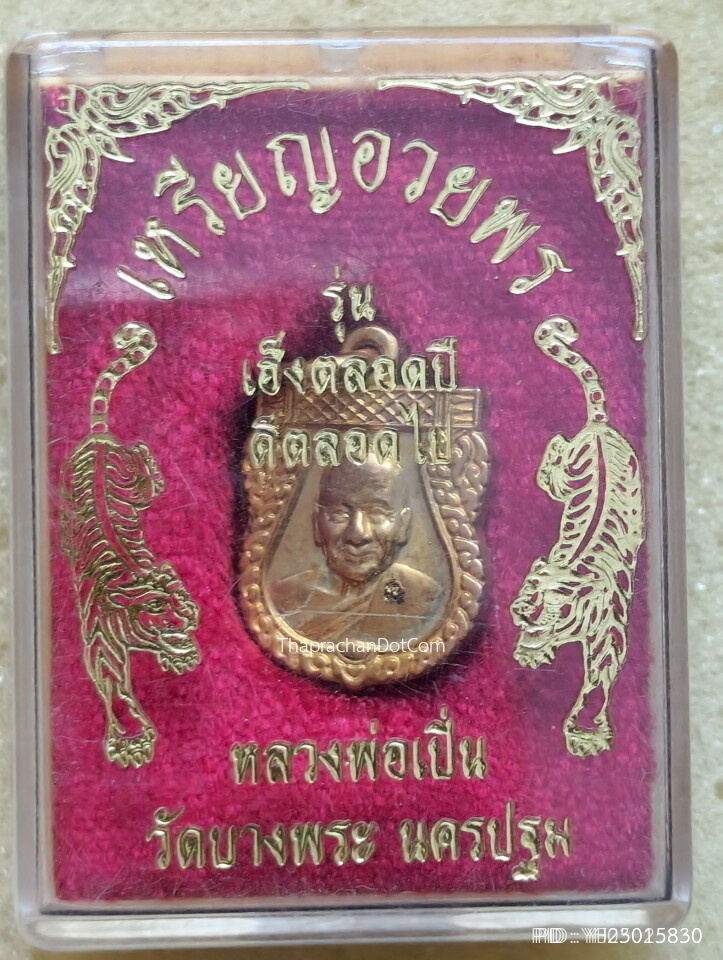 เหรียญอวยพร
รุ่น
เฮ็งตลอดปี
ดีตลอดไป
ThaprachanDotCom
หลวงพ่อเปิ่น
วัดบางพระ นครปฐม
PID :: YH23015830